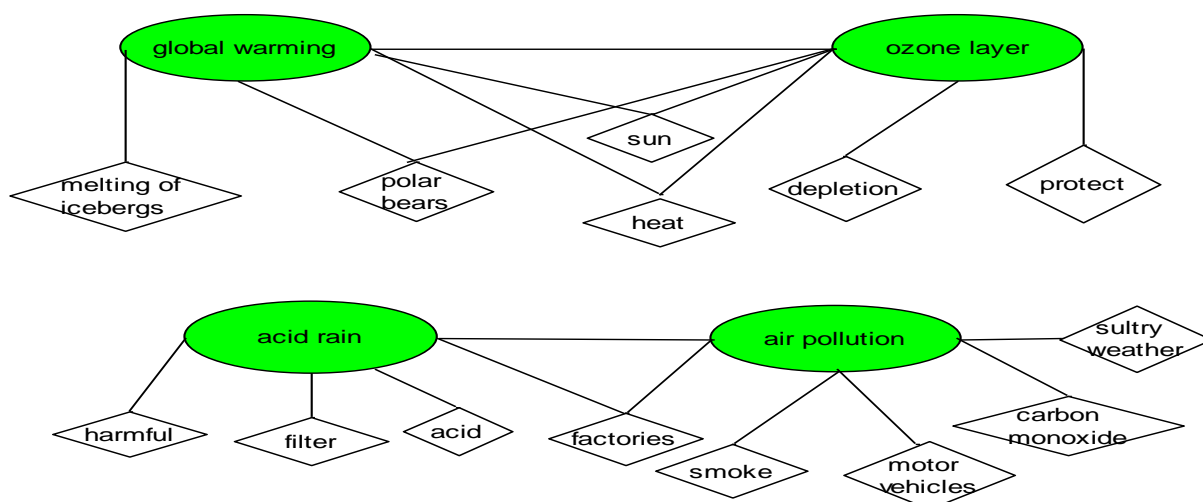 global warming
ozone layer
sun
melting of
icebergs
polar
bears
heat
depletion
protect
acid rain
air pollution
sultry
weather
harmful
filter
acid
factories
smoke
motor
vehicles
carbon
monoxide